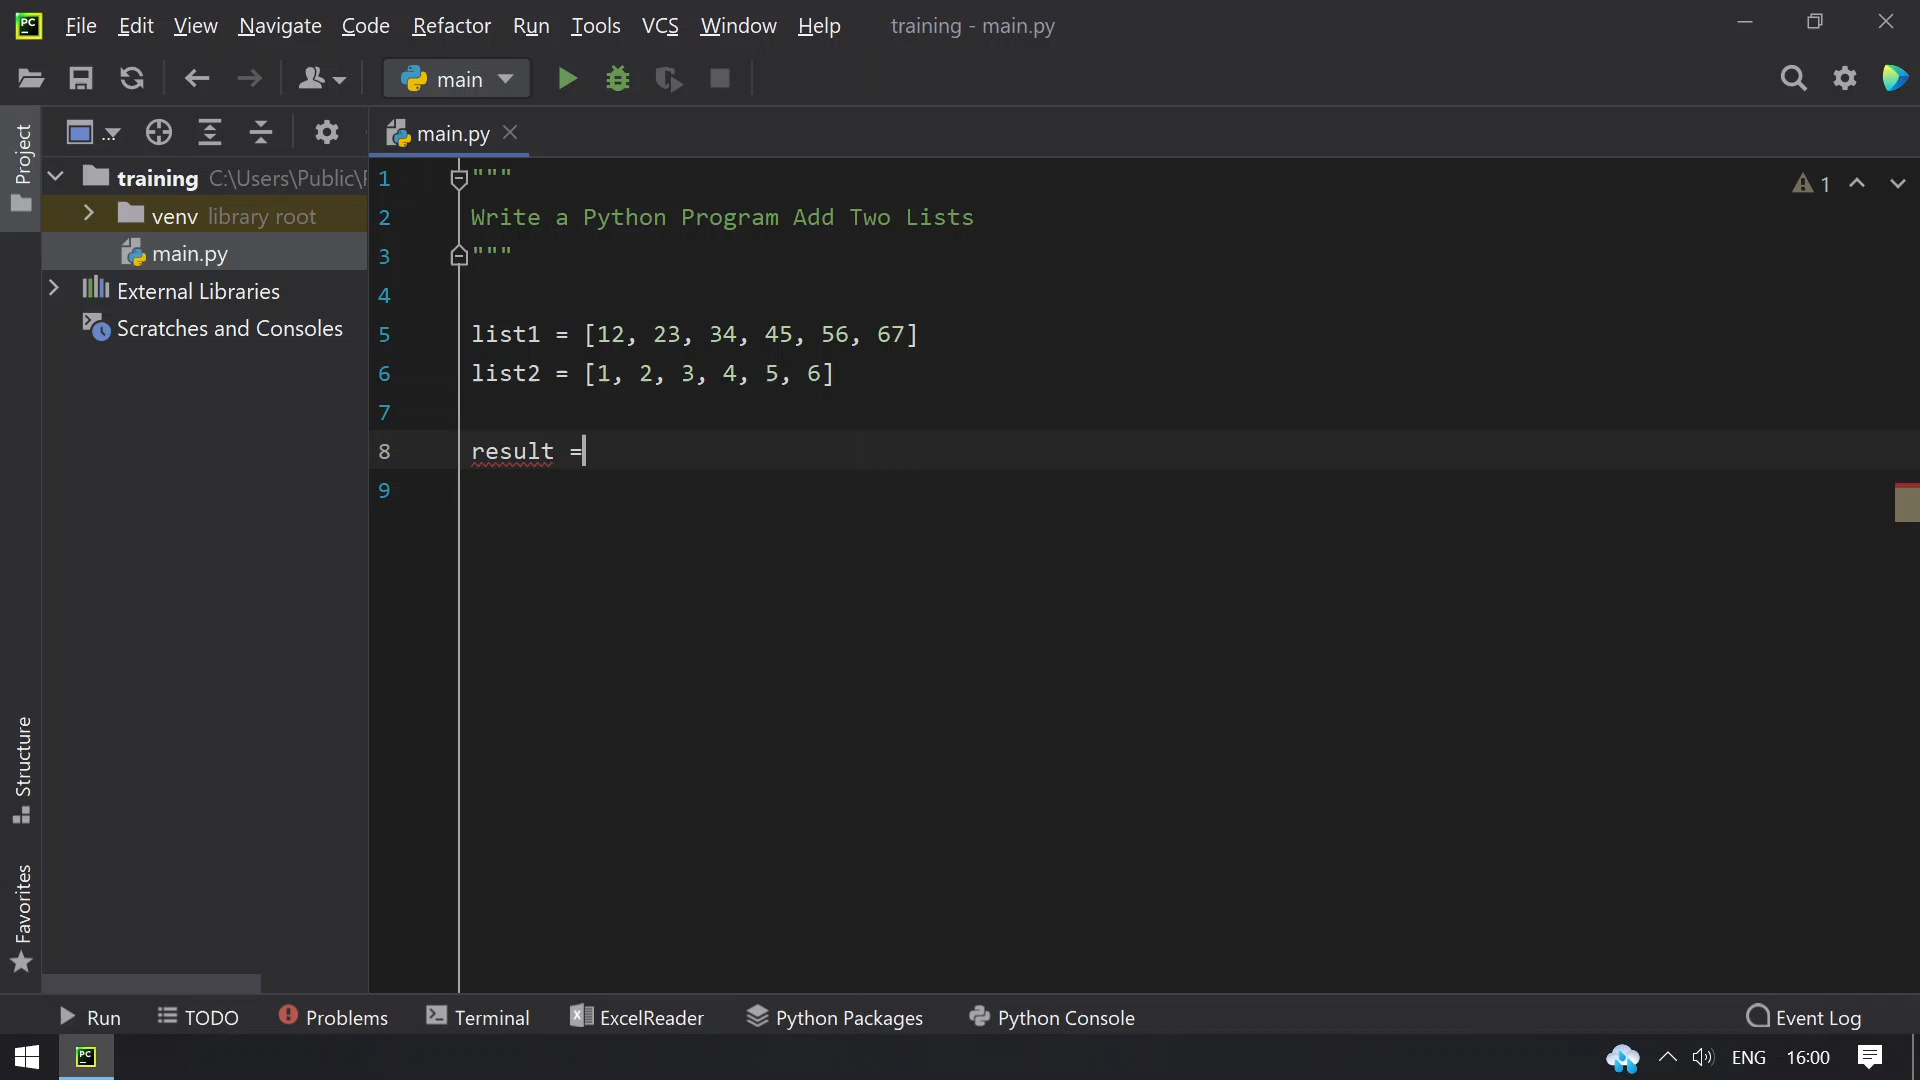 PC File Edit View Navigate Code Refactor Run Tools VCS Window Help training - main.py
main
... main.py
Project
training C:\Users\Public\
venv library root
main.py
External Libraries
Scratches and Consoles
1 """
2 Write a Python Program Add Two Lists
3 """
4
5 list1 = [12, 23, 34, 45, 56, 67]
6 list2 = [1, 2, 3, 4, 5, 6]
7
8 result =
9
1
Structure
Favorites
Run TODO Problems Terminal ExcelReader Python Packages Python Console Event Log
PC ENG 16:00